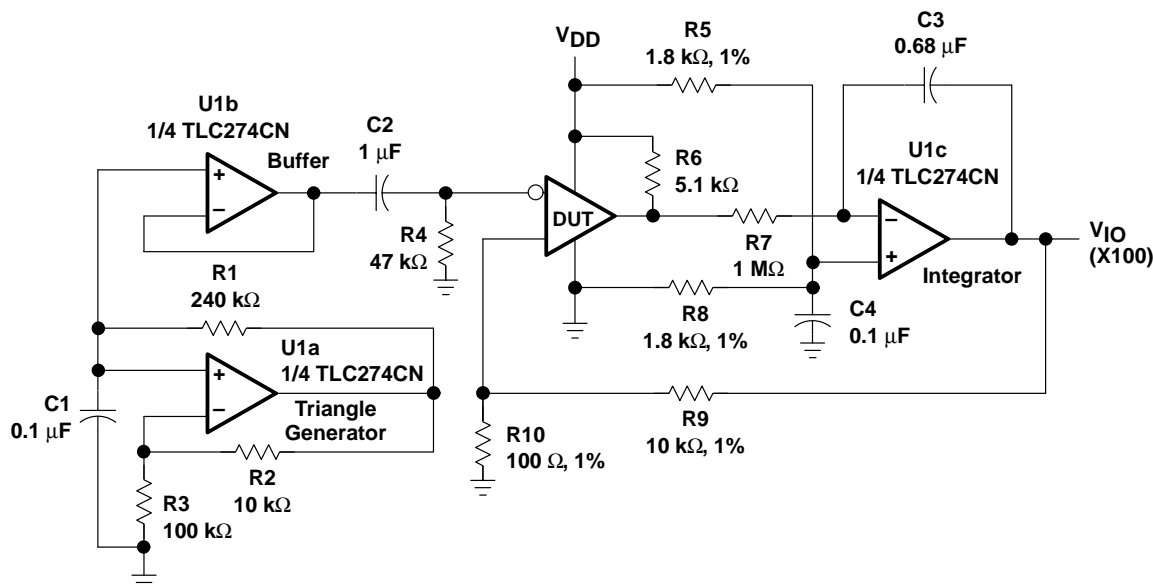 VDD
R5
1.8 kΩ, 1%
C3
0.68 μF
U1b
1/4 TLC274CN
Buffer
C2
1 μF
+
−
R4
47 kΩ
DUT
R6
5.1 kΩ
R7
1 MΩ
U1c
1/4 TLC274CN
−
+
Integrator
VIO
(X100)
R8
1.8 kΩ, 1%
C4
0.1 μF
R1
240 kΩ
U1a
1/4 TLC274CN
+
−
Triangle
Generator
C1
0.1 μF
R2
10 kΩ
R3
100 kΩ
R10
100 Ω, 1%
R9
10 kΩ, 1%